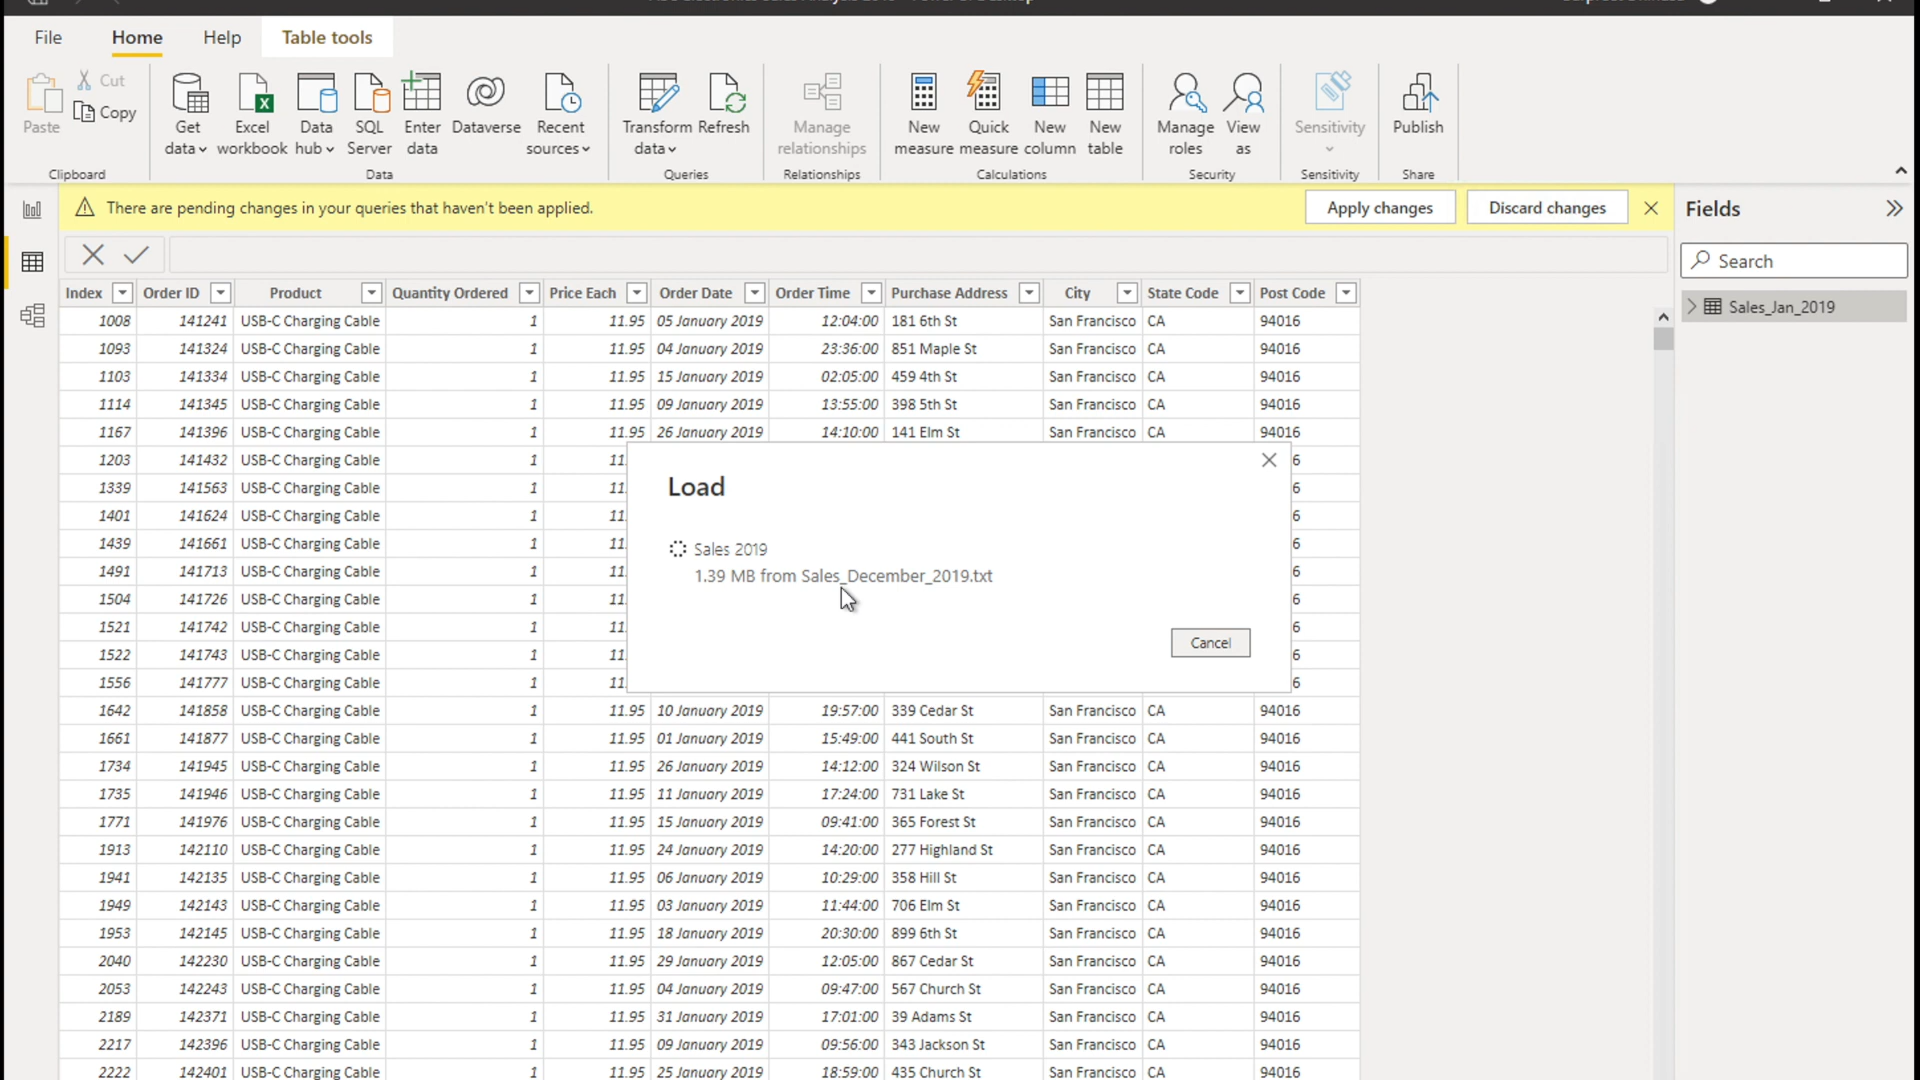 File Home Help Table tools
Paste Cut Copy Get data Excel workbook Data hub SQL Server Enter data Dataverse Recent sources Transform data Refresh Manage relationships New measure Quick measure New column New table Manage roles View as Sensitivity Publish
Clipboard Data Queries Relationships Calculations Security Sensitivity Share
There are pending changes in your queries that haven't been applied. Apply changes Discard changes Fields
Search
Index Order ID Product Quantity Ordered Price Each Order Date Order Time Purchase Address City State Code Post Code
Sales_Jan_2019
1008 141241 USB-C Charging Cable 1 11.95 05 January 2019 12:04:00 181 6th St San Francisco CA 94016
1093 141324 USB-C Charging Cable 1 11.95 04 January 2019 23:36:00 851 Maple St San Francisco CA 94016
1103 141334 USB-C Charging Cable 1 11.95 15 January 2019 02:05:00 459 4th St San Francisco CA 94016
1114 141345 USB-C Charging Cable 1 11.95 09 January 2019 13:55:00 398 5th St San Francisco CA 94016
1167 141396 USB-C Charging Cable 1 11.95 26 January 2019 14:10:00 141 Elm St San Francisco CA 94016
1203 141432 USB-C Charging Cable 1 11. 6
1339 141563 USB-C Charging Cable 1 11. 6
1401 141624 USB-C Charging Cable 1 11. 6
1439 141661 USB-C Charging Cable 1 11. 6
1491 141713 USB-C Charging Cable 1 11. 6
1504 141726 USB-C Charging Cable 1 11. 6
1521 141742 USB-C Charging Cable 1 11. 6
1522 141743 USB-C Charging Cable 1 11. 6
1556 141777 USB-C Charging Cable 1 11. 6
Load
Sales 2019
1.39 MB from Sales_December_2019.txt
Cancel
1642 141858 USB-C Charging Cable 1 11.95 10 January 2019 19:57:00 339 Cedar St San Francisco CA 94016
1661 141877 USB-C Charging Cable 1 11.95 01 January 2019 15:49:00 441 South St San Francisco CA 94016
1734 141945 USB-C Charging Cable 1 11.95 26 January 2019 14:12:00 324 Wilson St San Francisco CA 94016
1735 141946 USB-C Charging Cable 1 11.95 11 January 2019 17:24:00 731 Lake St San Francisco CA 94016
1771 141976 USB-C Charging Cable 1 11.95 15 January 2019 09:41:00 365 Forest St San Francisco CA 94016
1913 142110 USB-C Charging Cable 1 11.95 24 January 2019 14:20:00 277 Highland St San Francisco CA 94016
1941 142135 USB-C Charging Cable 1 11.95 06 January 2019 10:29:00 358 Hill St San Francisco CA 94016
1949 142143 USB-C Charging Cable 1 11.95 03 January 2019 11:44:00 706 Elm St San Francisco CA 94016
1953 142145 USB-C Charging Cable 1 11.95 18 January 2019 20:30:00 899 6th St San Francisco CA 94016
2040 142230 USB-C Charging Cable 1 11.95 29 January 2019 12:05:00 867 Cedar St San Francisco CA 94016
2053 142243 USB-C Charging Cable 1 11.95 04 January 2019 09:47:00 567 Church St San Francisco CA 94016
2189 142371 USB-C Charging Cable 1 11.95 31 January 2019 17:01:00 39 Adams St San Francisco CA 94016
2217 142396 USB-C Charging Cable 1 11.95 09 January 2019 09:56:00 343 Jackson St San Francisco CA 94016
2222 142401 USB-C Charging Cable 1 11.95 25 January 2019 18:59:00 435 Church St San Francisco CA 94016